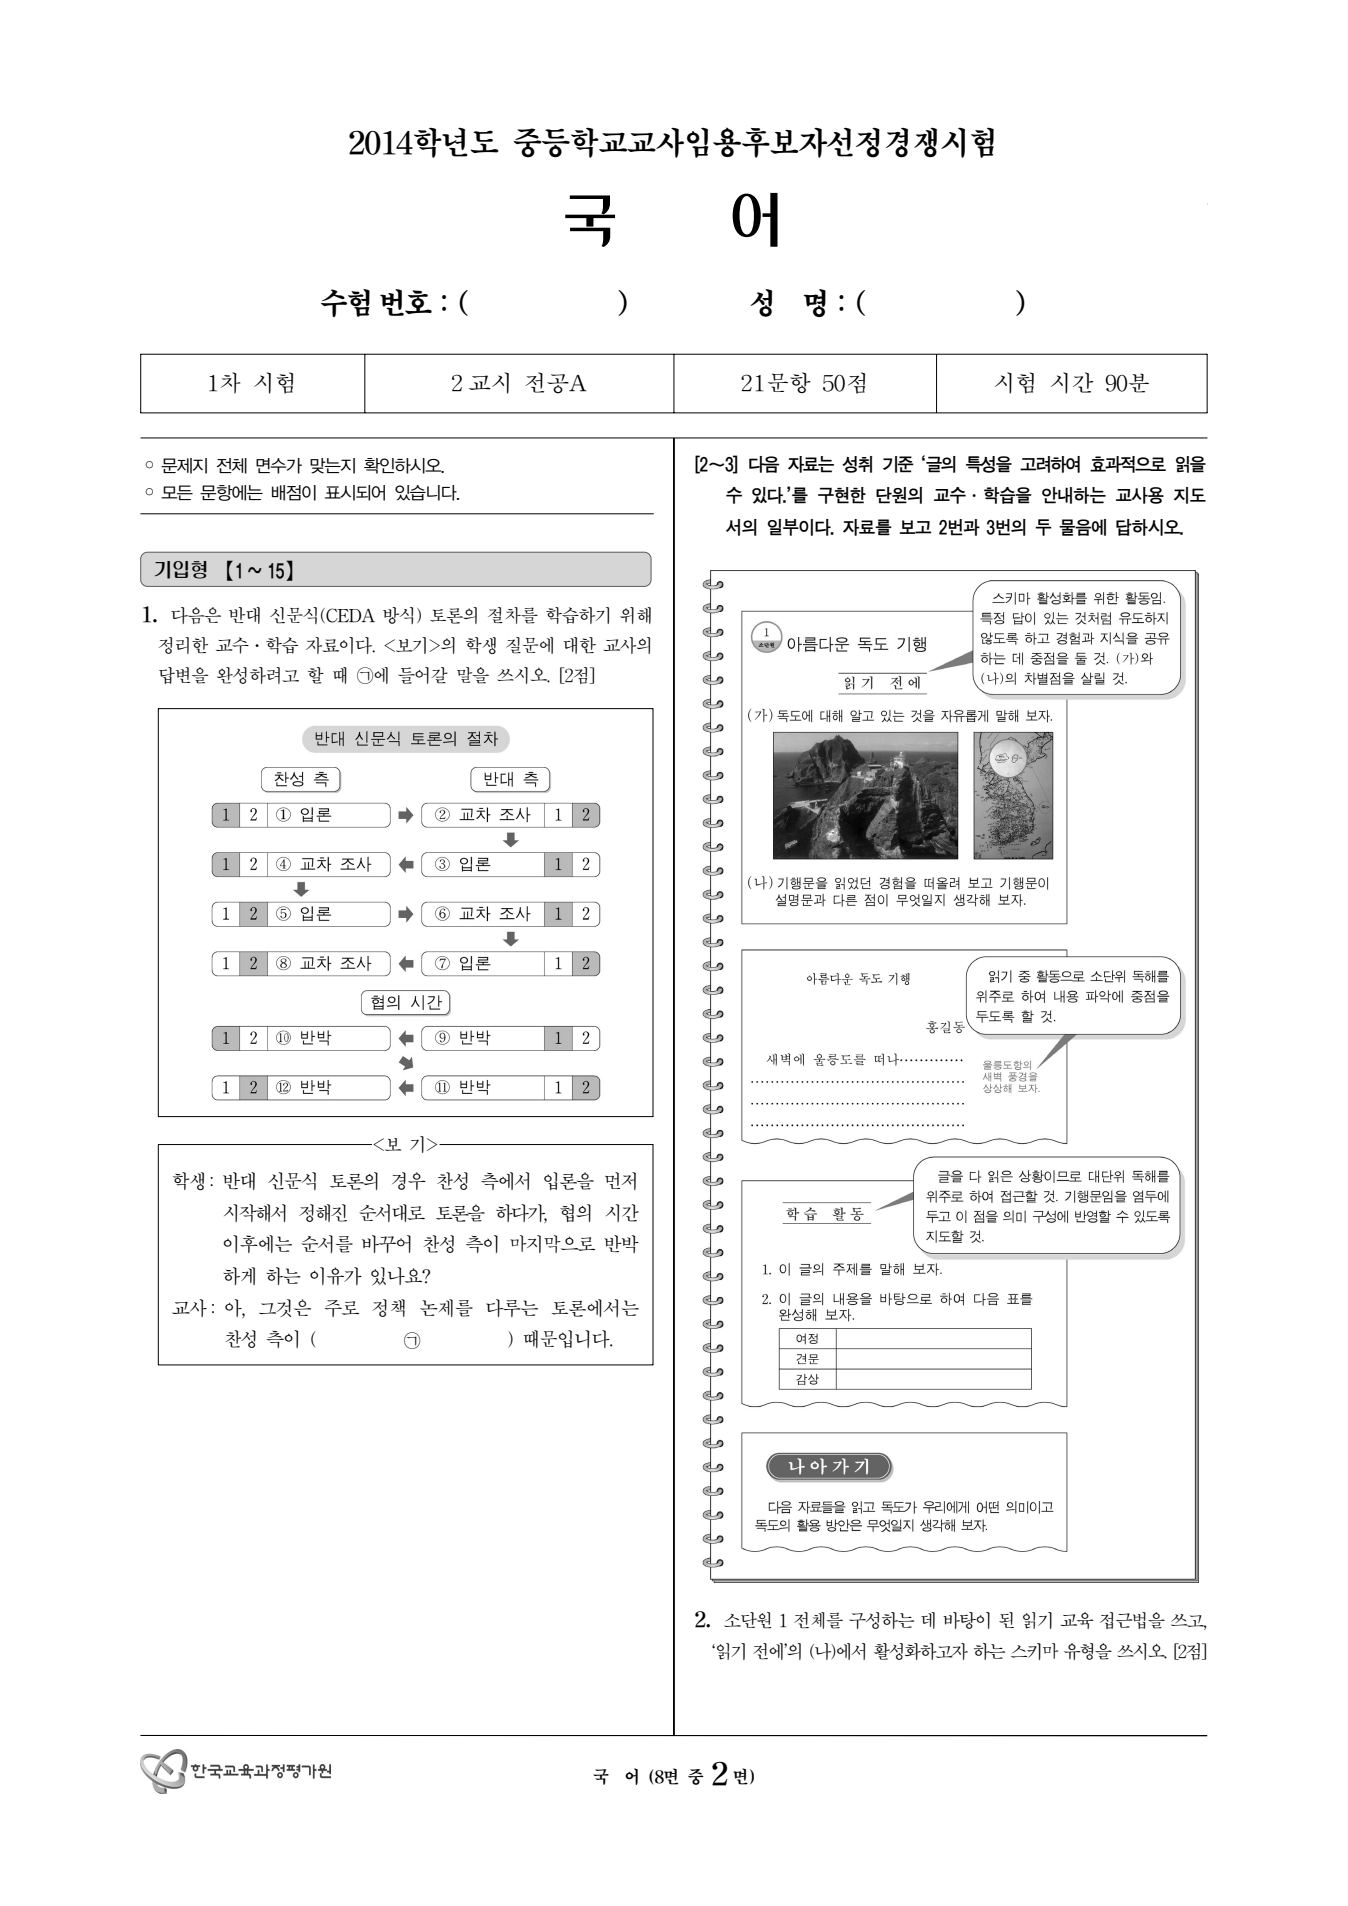 2014학년도 중등학교교사임용후보자선정경쟁시험
국 어
수험 번호 : ( ) 성 명 : ( )
1차 시험 2교시 전공A 21문항 50점 시험 시간 90분
○ 문제지 전체 면수가 맞는지 확인하시오.
○ 모든 문항에는 배점이 표시되어 있습니다.
기입형 【1～15】
1. 다음은 반대 신문식(CEDA 방식) 토론의 절차를 학습하기 위해
정리한 교수·학습 자료이다. <보기>의 학생 질문에 대한 교사의
답변을 완성하려고 할 때 ㉠에 들어갈 말을 쓰시오. [2점]
반대 신문식 토론의 절차
찬성 측 반대 측
1 2 ① 입론 ② 교차 조사 1 2
1 2 ④ 교차 조사 ③ 입론 1 2
1 2 ⑤ 입론 ⑥ 교차 조사 1 2
1 2 ⑧ 교차 조사 ⑦ 입론 1 2
협의 시간
1 2 ⑩ 반박 ⑨ 반박 1 2
1 2 ⑫ 반박 ⑪ 반박 1 2
<보 기>
학생: 반대 신문식 토론의 경우 찬성 측에서 입론을 먼저
시작해서 정해진 순서대로 토론을 하다가, 협의 시간
이후에는 순서를 바꾸어 찬성 측이 마지막으로 반박
하게 하는 이유가 있나요?
교사: 아, 그것은 주로 정책 논제를 다루는 토론에서는
찬성 측이 ( ㉠ ) 때문입니다.
[2～3] 다음 자료는 성취 기준 ‘글의 특성을 고려하여 효과적으로 읽을
수 있다.’를 구현한 단원의 교수·학습을 안내하는 교사용 지도
서의 일부이다. 자료를 보고 2번과 3번의 두 물음에 답하시오.
스키마 활성화를 위한 활동임.
특정 답이 있는 것처럼 유도하지
않도록 하고 경험과 지식을 공유
하는 데 중점을 둘 것. (가)와
(나)의 차별점을 살릴 것.
1
소단원
아름다운 독도 기행
읽기 전에
(가) 독도에 대해 알고 있는 것을 자유롭게 말해 보자.
(나) 기행문을 읽었던 경험을 떠올려 보고 기행문이
설명문과 다른 점이 무엇일지 생각해 보자.
아름다운 독도 기행
홍길동
읽기 중 활동으로 소단위 독해를
위주로 하여 내용 파악에 중점을
두도록 할 것.
새벽에 울릉도를 떠나··············
울릉도항의
새벽 풍경을
상상해 보자.
글을 다 읽은 상황이므로 대단위 독해를
위주로 하여 접근할 것. 기행문임을 염두에
두고 이 점을 의미 구성에 반영할 수 있도록
지도할 것.
학습 활동
1. 이 글의 주제를 말해 보자.
2. 이 글의 내용을 바탕으로 하여 다음 표를
완성해 보자.
여정
견문
감상
나아가기
다음 자료들을 읽고 독도가 우리에게 어떤 의미이고
독도의 활용 방안은 무엇일지 생각해 보자.
2. 소단원 1 전체를 구성하는 데 바탕이 된 읽기 교육 접근법을 쓰고,
‘읽기 전에’의 (나)에서 활성화하고자 하는 스키마 유형을 쓰시오. [2점]
한국교육과정평가원
국 어 (8면 중 2면)